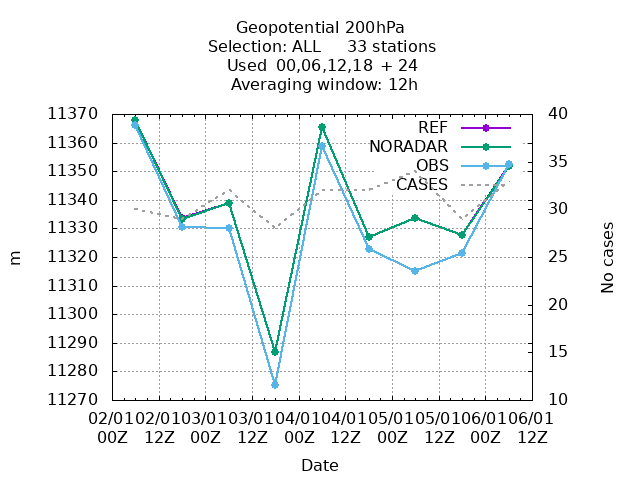 Geopotential 200hPa
Selection: ALL 33 stations
Used 00,06,12,18 + 24
Averaging window: 12h
REF
NORADAR
OBS
CASES
11370
11360
11350
11340
11330
11320
11310
11300
11290
11280
11270
m
40
35
30
25
20
15
10
No cases
02/01 02/01 03/01 03/01 04/01 04/01 05/01 05/01 06/01 06/01
00Z 12Z 00Z 12Z 00Z 12Z 00Z 12Z 00Z 12Z
Date